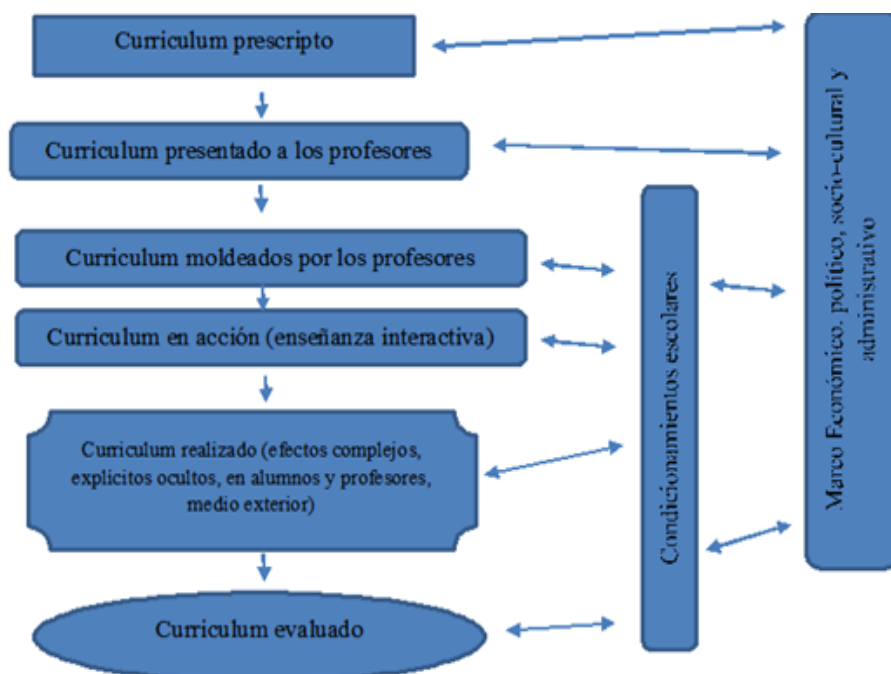 Curriculum prescripto
Curriculum presentado a los profesores
Curriculum moldeados por los profesores
Curriculum en acción (enseñanza interactiva)
Curriculum realizado (efectos complejos,
explícitos ocultos, en alumnos y profesores,
medio exterior)
Curriculum evaluado
Condicionamientos escolares
Marco Económico. político, socio-cultural y
administrativo